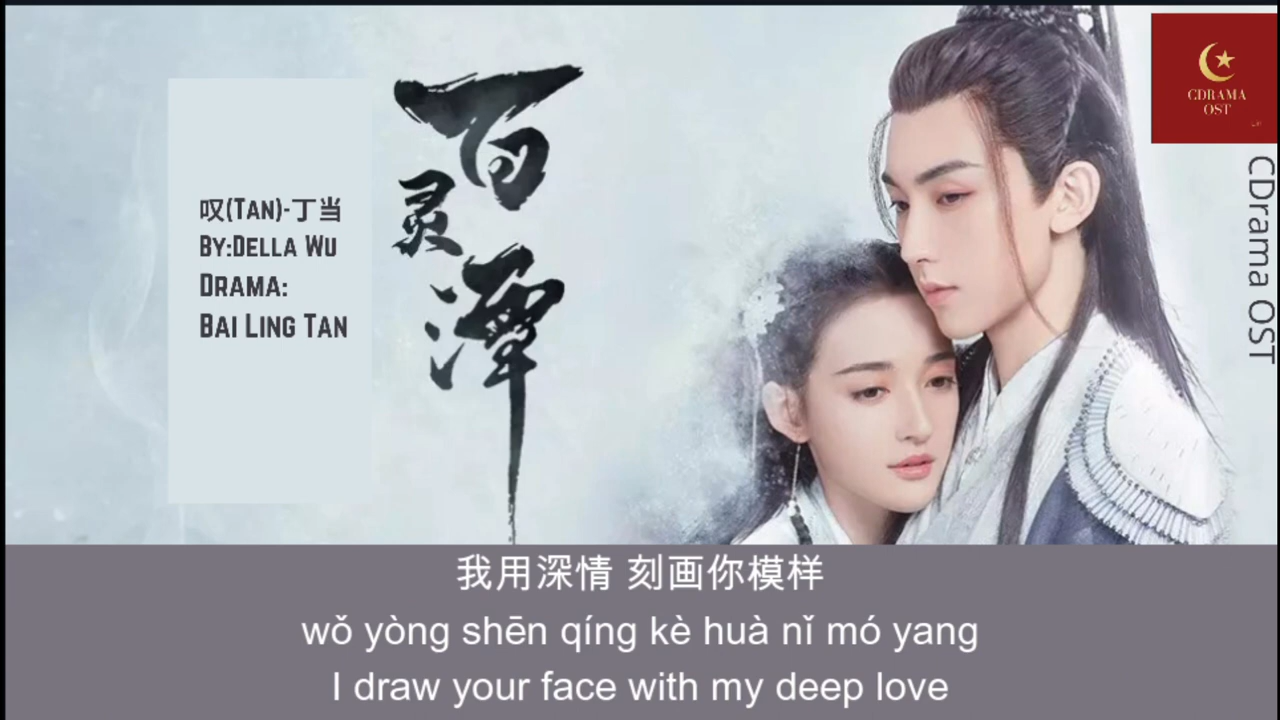 叹(TAN)-丁当
BY:DELLA WU
DRAMA:
BAI LING TAN
百
灵
潭
CDRAMA
OST
CDrama OST
我用深情 刻画你模样
wǒ yòng shēn qíng kè huà nǐ mó yang
I draw your face with my deep love